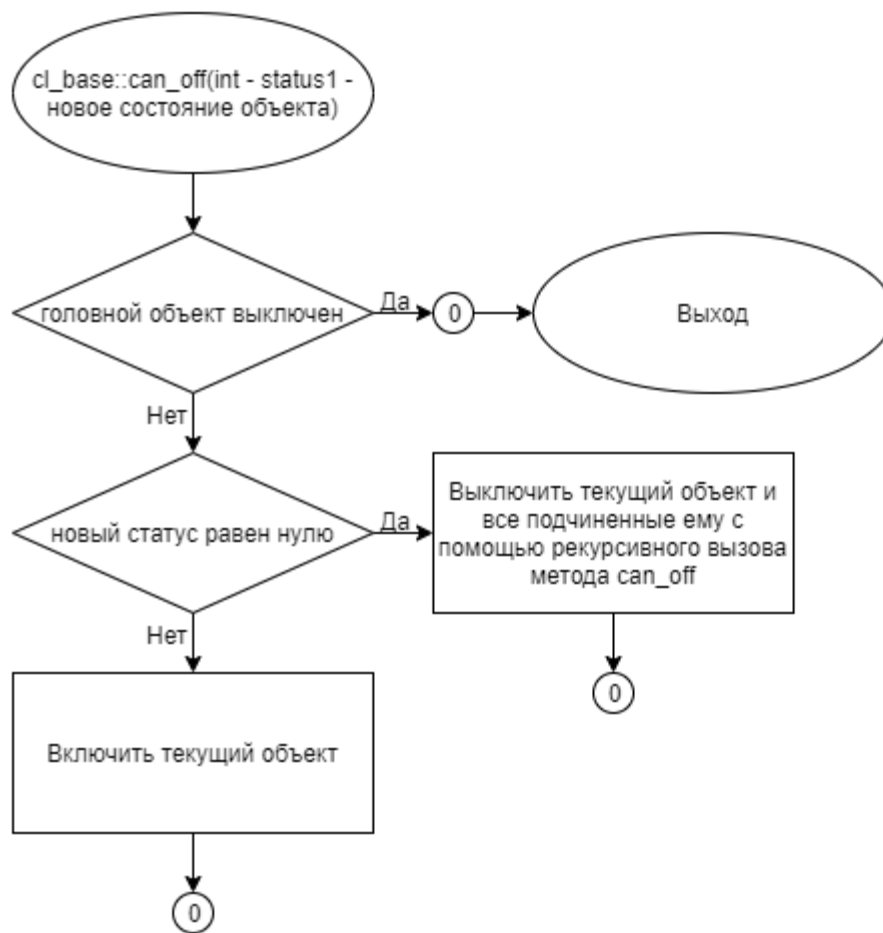 cl_base::can_off(int - status1 -
новое состояние объекта)
головной объект выключен
Да
0
Выход
Нет
новый статус равен нулю
Да
Выключить текущий объект и
все подчиненные ему с
помощью рекурсивного вызова
метода can_off
Нет
0
Включить текущий объект
0